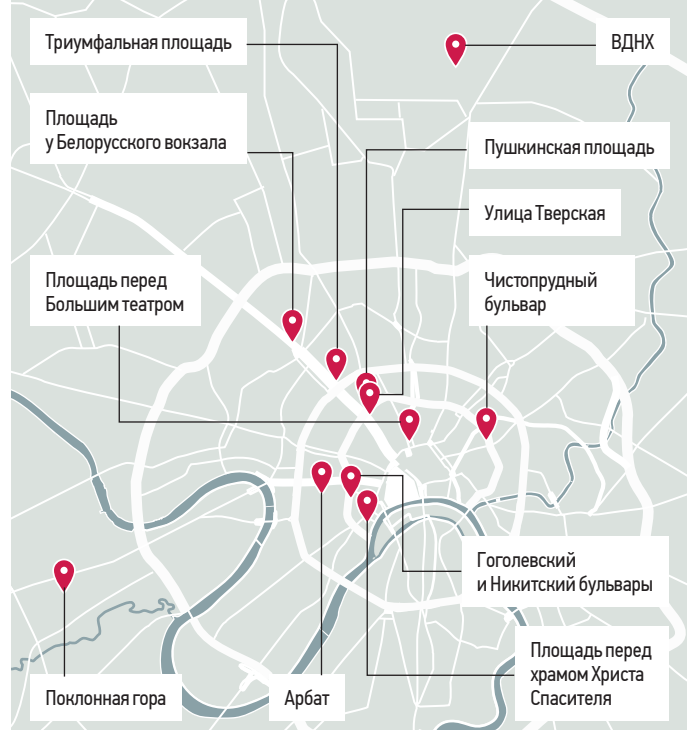 Триумфальная площадь
ВДНХ
Площадь
у Белорусского вокзала
Пушкинская площадь
Улица Тверская
Площадь перед
Большим театром
Чистопрудный
бульвар
Гоголевский
и Никитский бульвары
Поклонная гора
Арбат
Площадь перед
храмом Христа
Спасителя